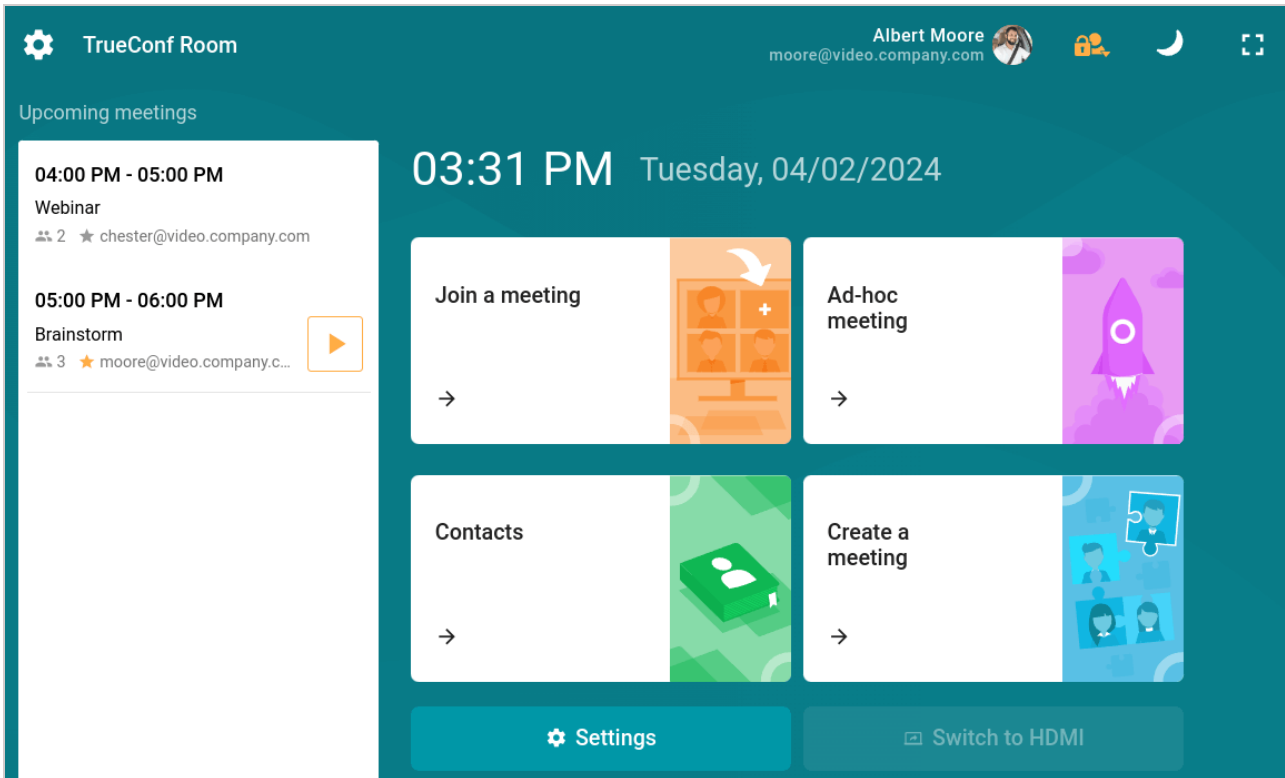 TrueConf Room
Albert Moore
moore@video.company.com
Upcoming meetings
04:00 PM - 05:00 PM
Webinar
2 chester@video.company.com
05:00 PM - 06:00 PM
Brainstorm
3 moore@video.company.c...
03:31 PM Tuesday, 04/02/2024
Join a meeting
Ad-hoc
meeting
Contacts
Create a
meeting
Settings
Switch to HDMI